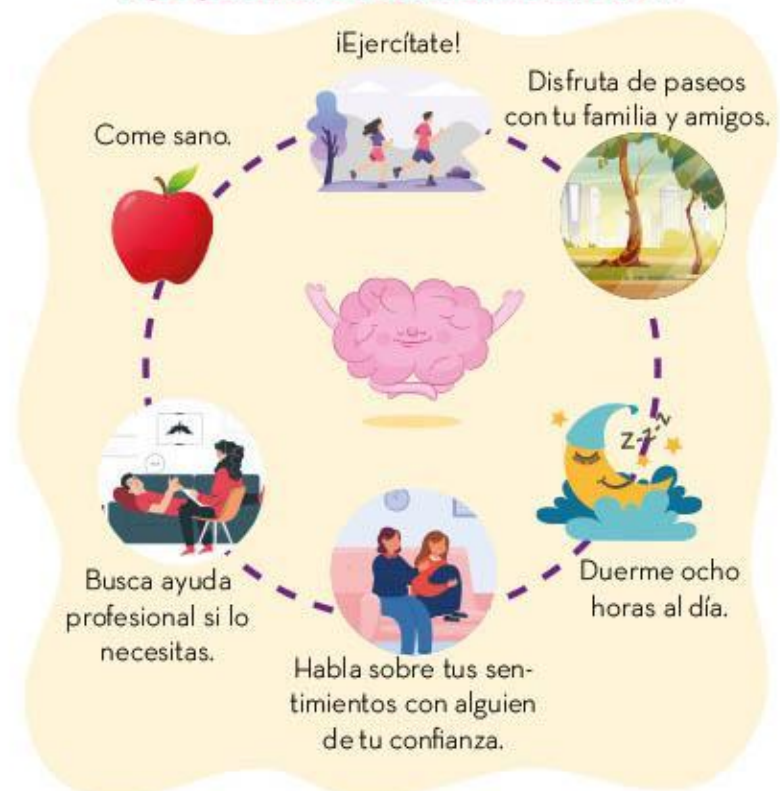 ¡Ejercítate!
Disfruta de paseos
con tu familia y amigos.
Come sano.
z-z-z
Duerme ocho
horas al día.
Busca ayuda
profesional si lo
necesitas.
Habla sobre tus sen-
timientos con alguien
de tu confianza.